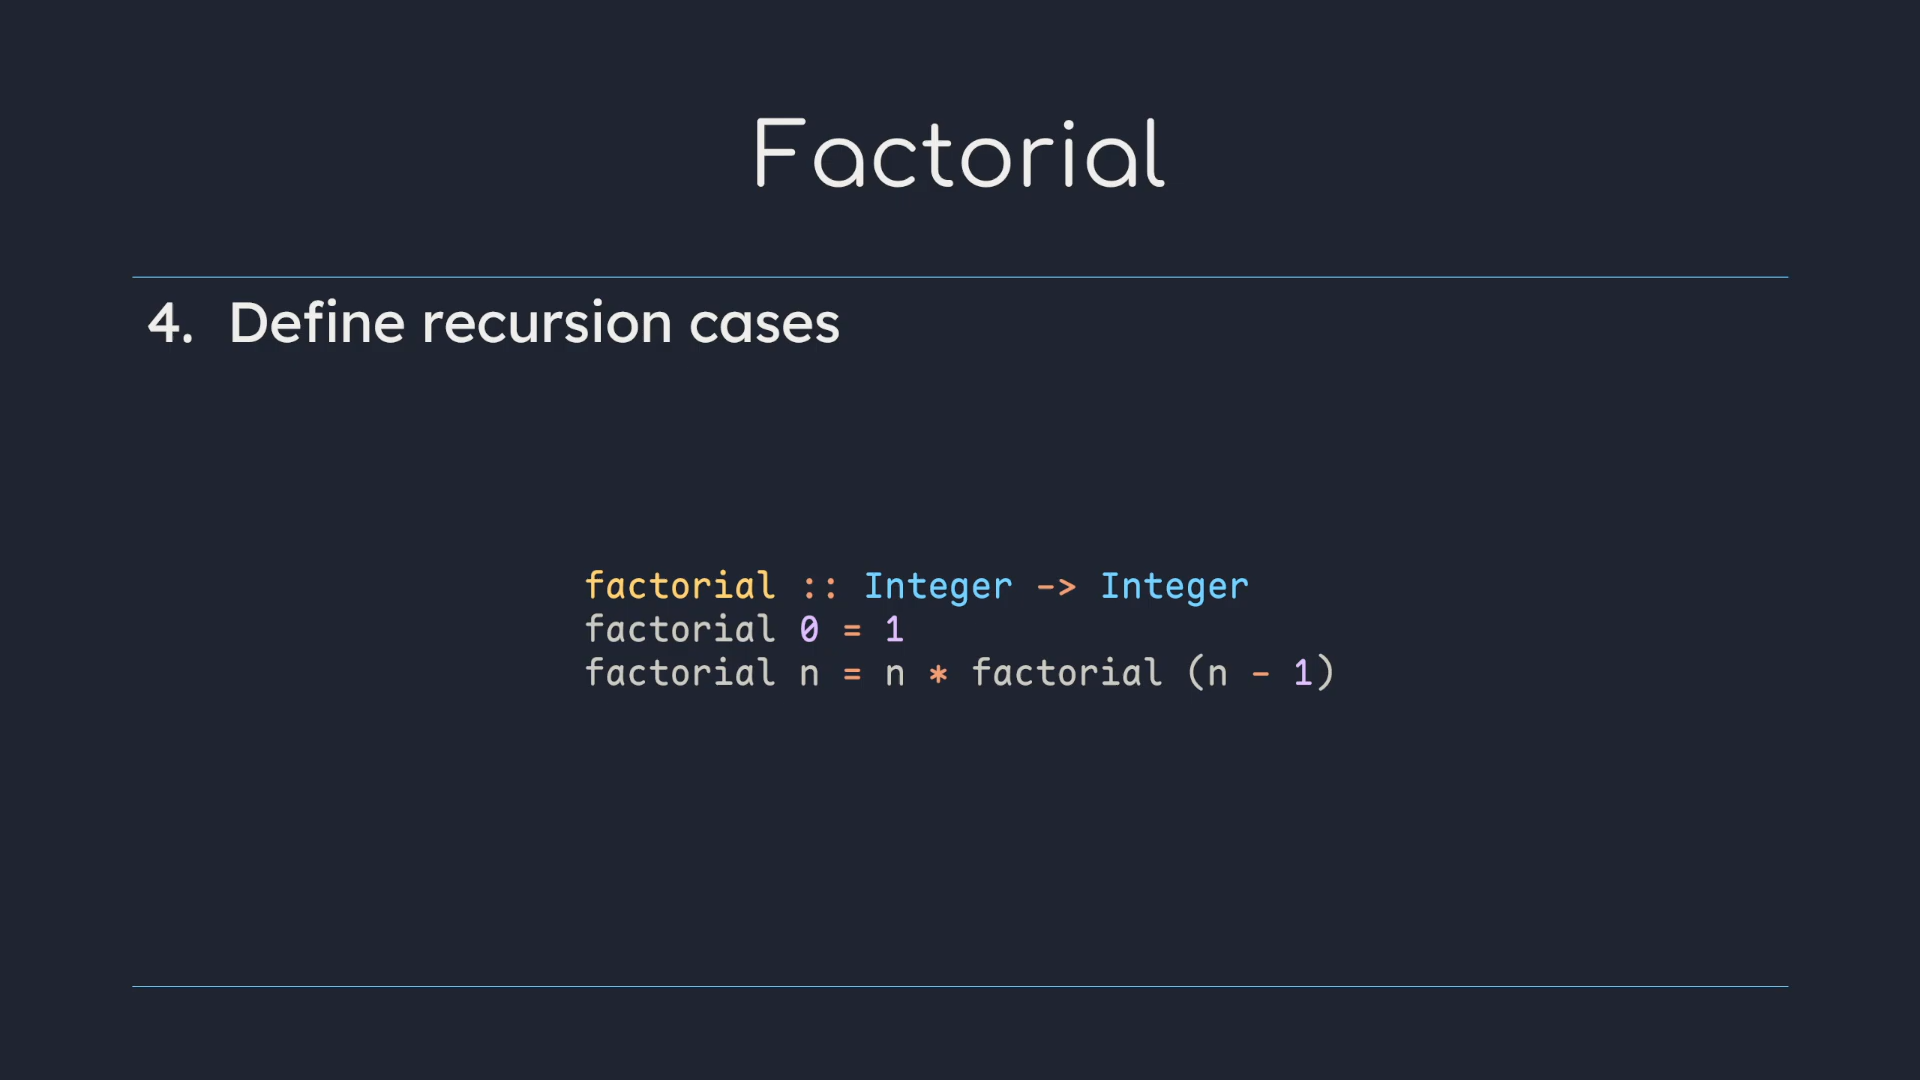 Factorial
4. Define recursion cases
factorial :: Integer -> Integer
factorial 0 = 1
factorial n = n * factorial (n - 1)